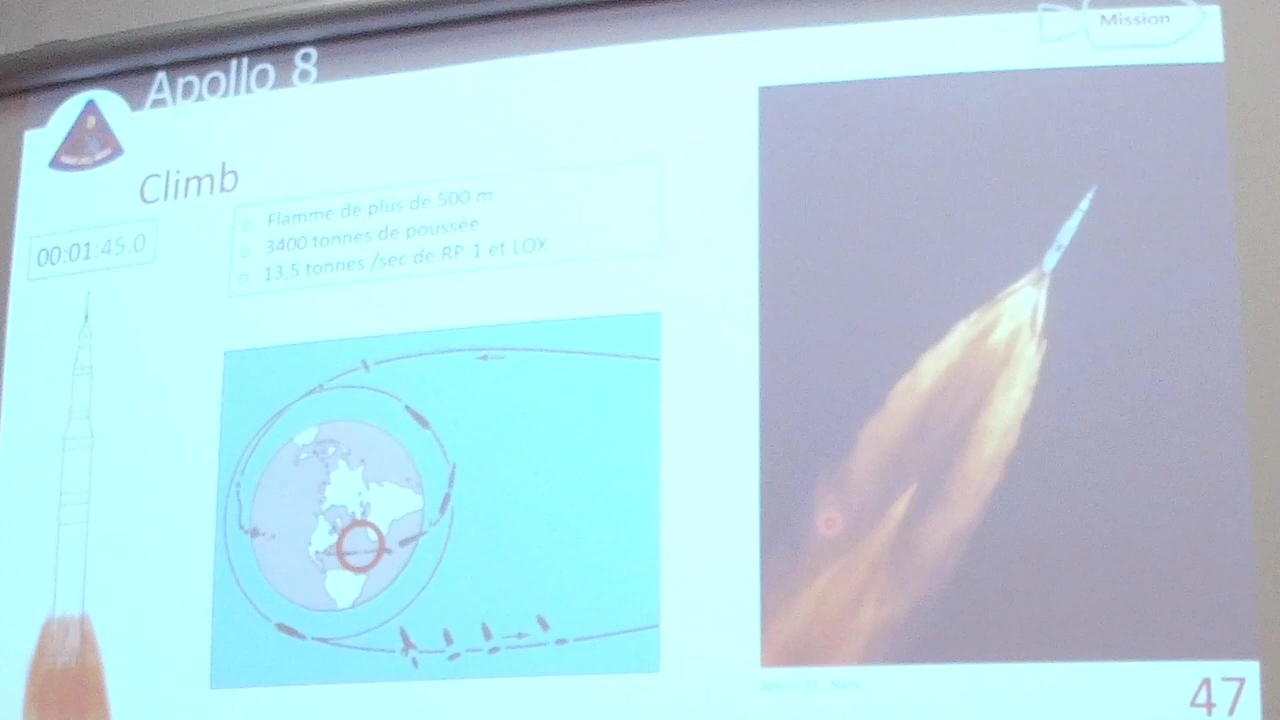 Mission
Apollo 8
Climb
00:01:45.0
Flamme de plus de 500 m
3400 tonnes de poussée
13,5 tonnes /sec de RP 1 et LOX
47